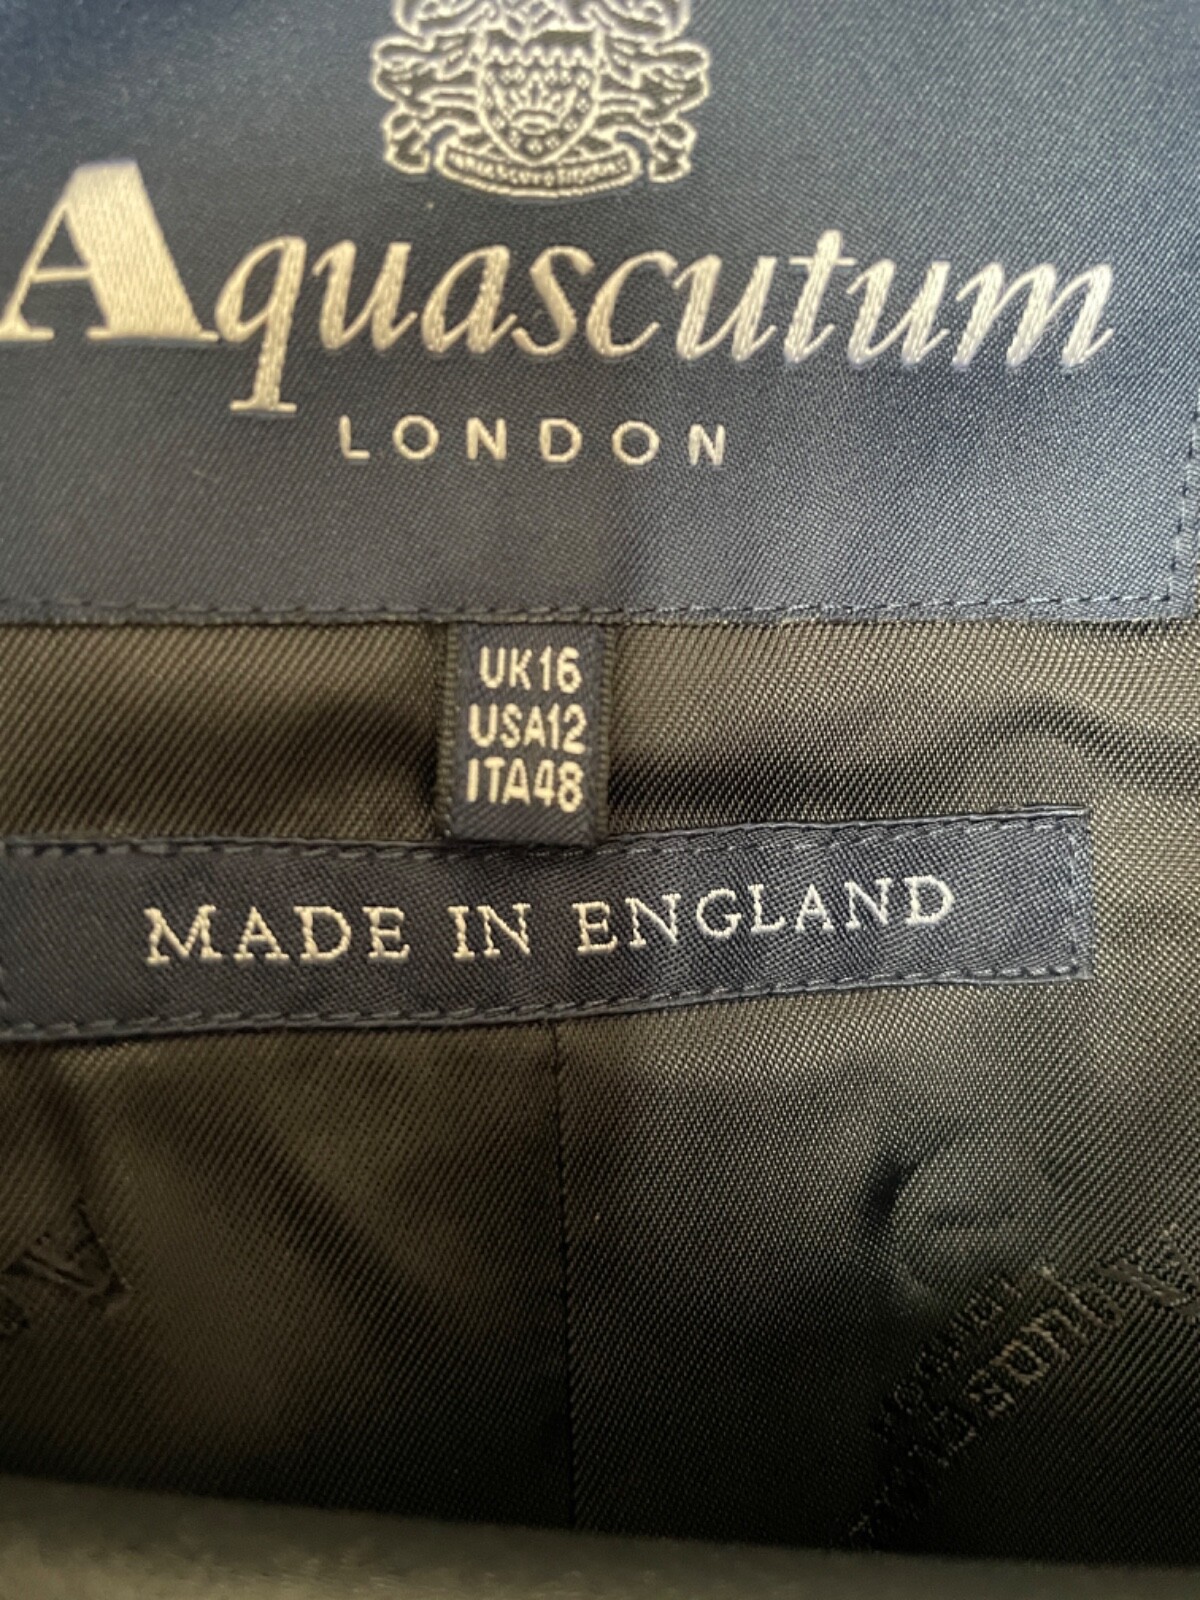 Aquascutum
LONDON
UK16
USA12
ITA48
MADE IN ENGLAND